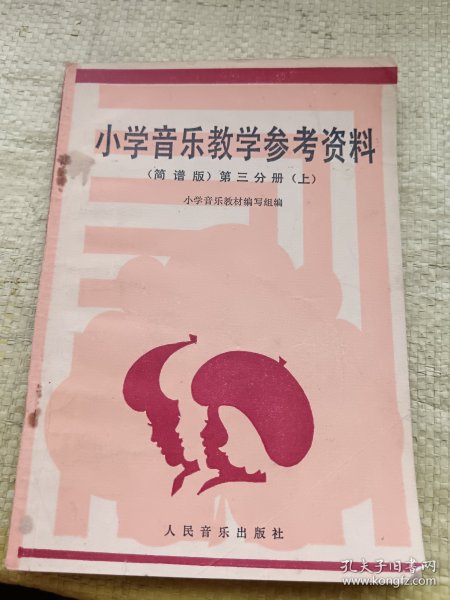 小学音乐教学参考资料
（简谱版）第三分册（上）
小学音乐教材编写组编
人民音乐出版社
孔夫子旧书网
www.kongfz.com